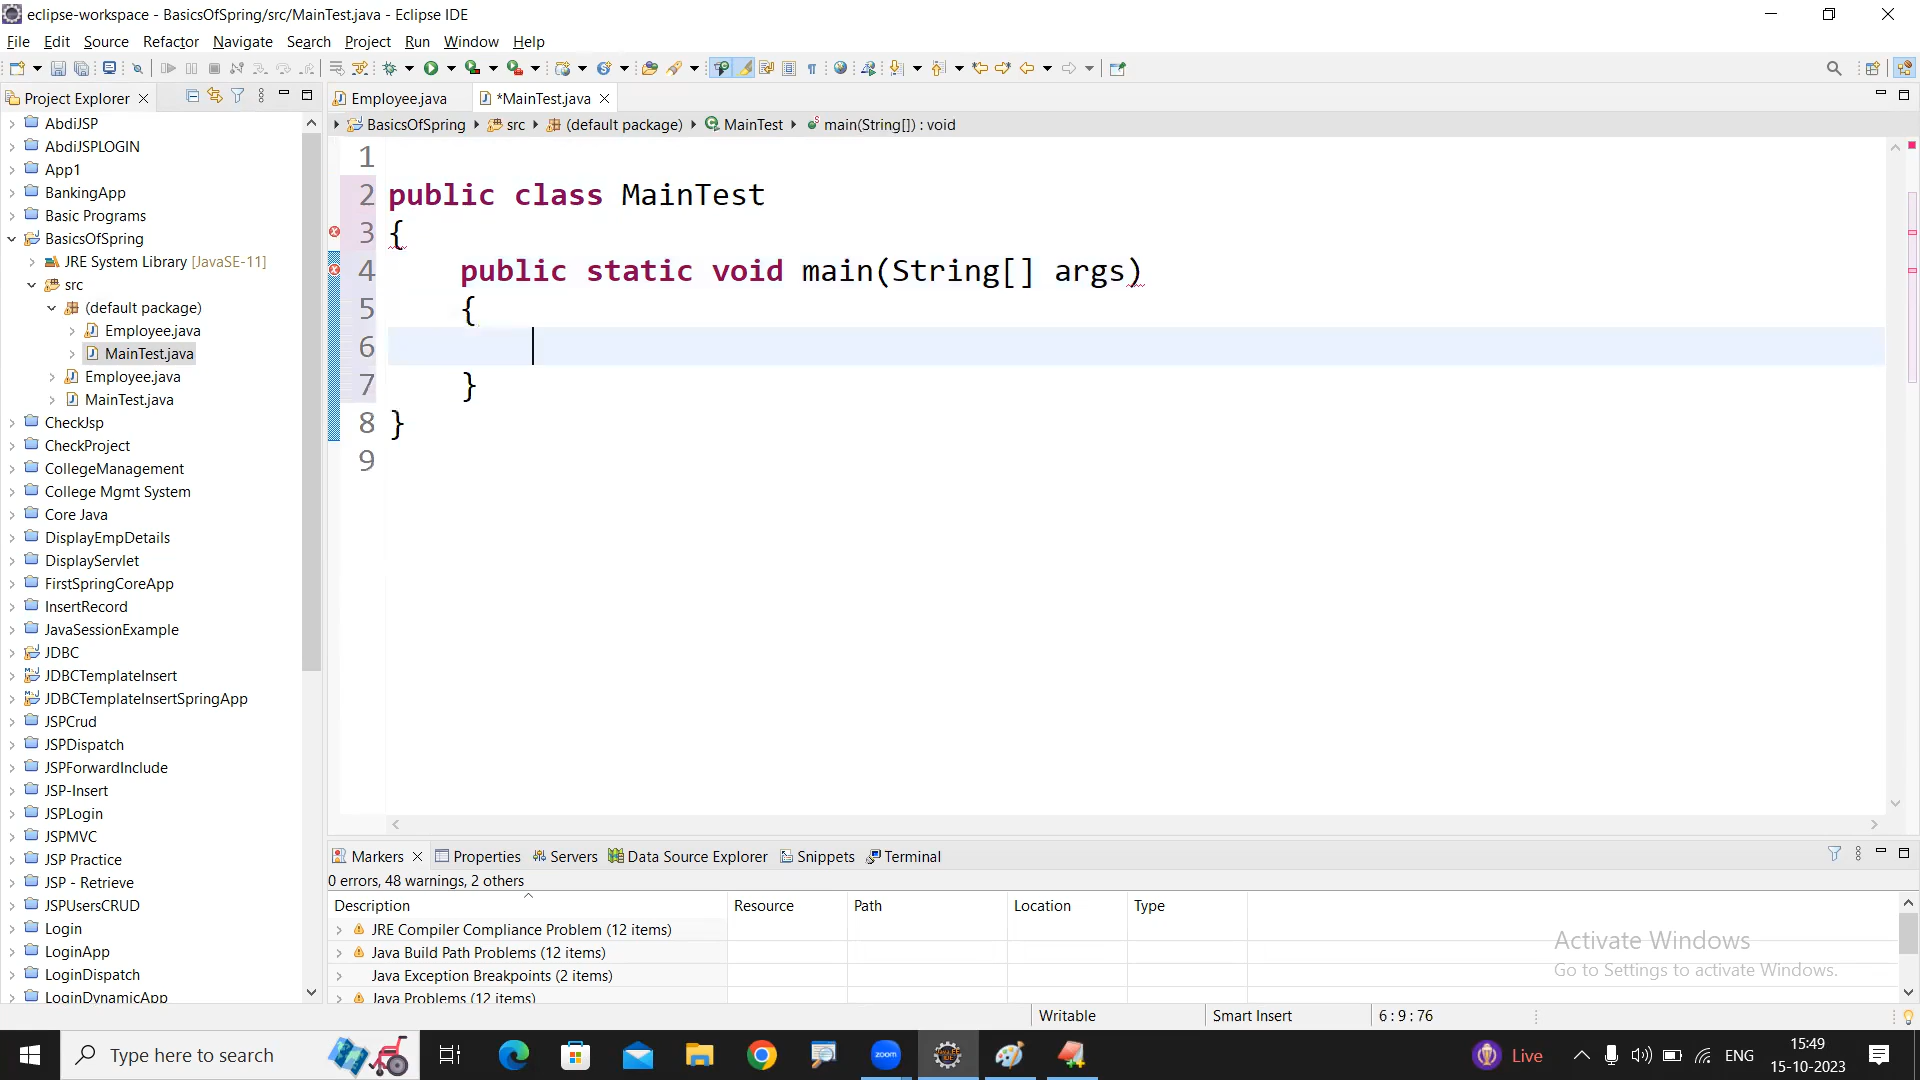 eclipse-workspace - BasicsOfSpring/src/MainTest.java - Eclipse IDE
File Edit Source Refactor Navigate Search Project Run Window Help
Project Explorer
Employee.java
*MainTest.java
BasicsOfSpring src (default package) MainTest main(String[]) : void
AbdiJSP
AbdiJSPLOGIN
App1
BankingApp
Basic Programs
BasicsOfSpring
JRE System Library [JavaSE-11]
src
(default package)
Employee.java
MainTest.java
Employee.java
MainTest.java
CheckJsp
CheckProject
CollegeManagement
College Mgmt System
Core Java
DisplayEmpDetails
DisplayServlet
FirstSpringCoreApp
InsertRecord
JavaSessionExample
JDBC
JDBCTemplateInsert
JDBCTemplateInsertSpringApp
JSPCrud
JSPDispatch
JSPForwardInclude
JSP-Insert
JSPLogin
JSPMVC
JSP Practice
JSP - Retrieve
JSPUsersCRUD
Login
LoginApp
LoginDispatch
LoginDynamicApp
1
2 public class MainTest
3 {
4 public static void main(String[] args)
5 {
6
7 }
8 }
9
Markers Properties Servers Data Source Explorer Snippets Terminal
0 errors, 48 warnings, 2 others
Description Resource Path Location Type
JRE Compiler Compliance Problem (12 items)
Java Build Path Problems (12 items)
Java Exception Breakpoints (2 items)
Java Problems (12 items)
Activate Windows
Go to Settings to activate Windows.
Writable Smart Insert 6 : 9 : 76
Type here to search
zoom
Live
ENG
15:49
15-10-2023